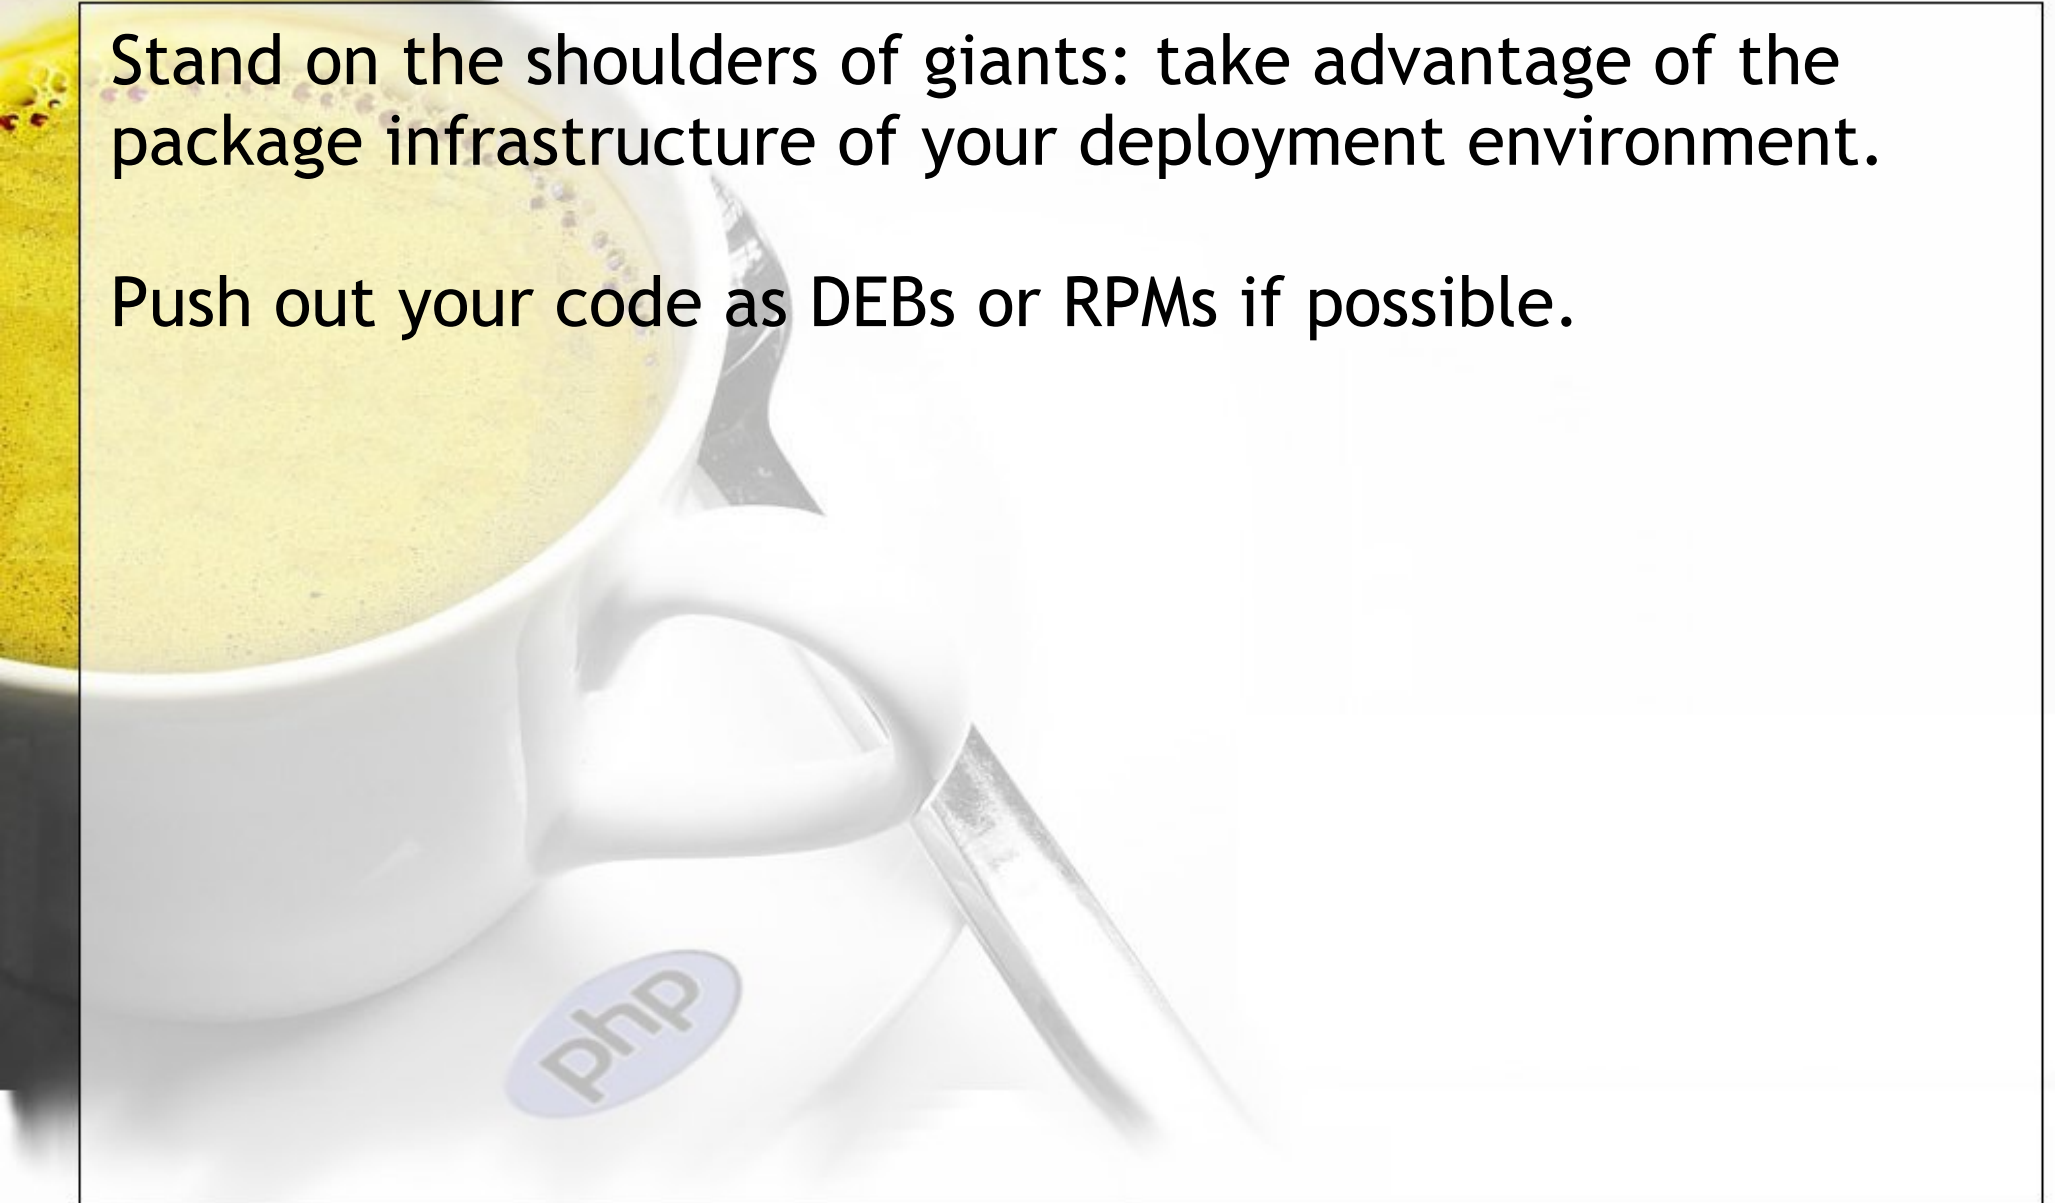 Stand on the shoulders of giants: take advantage of the
package infrastructure of your deployment environment.
Push out your code as DEBs or RPMs if possible.
php